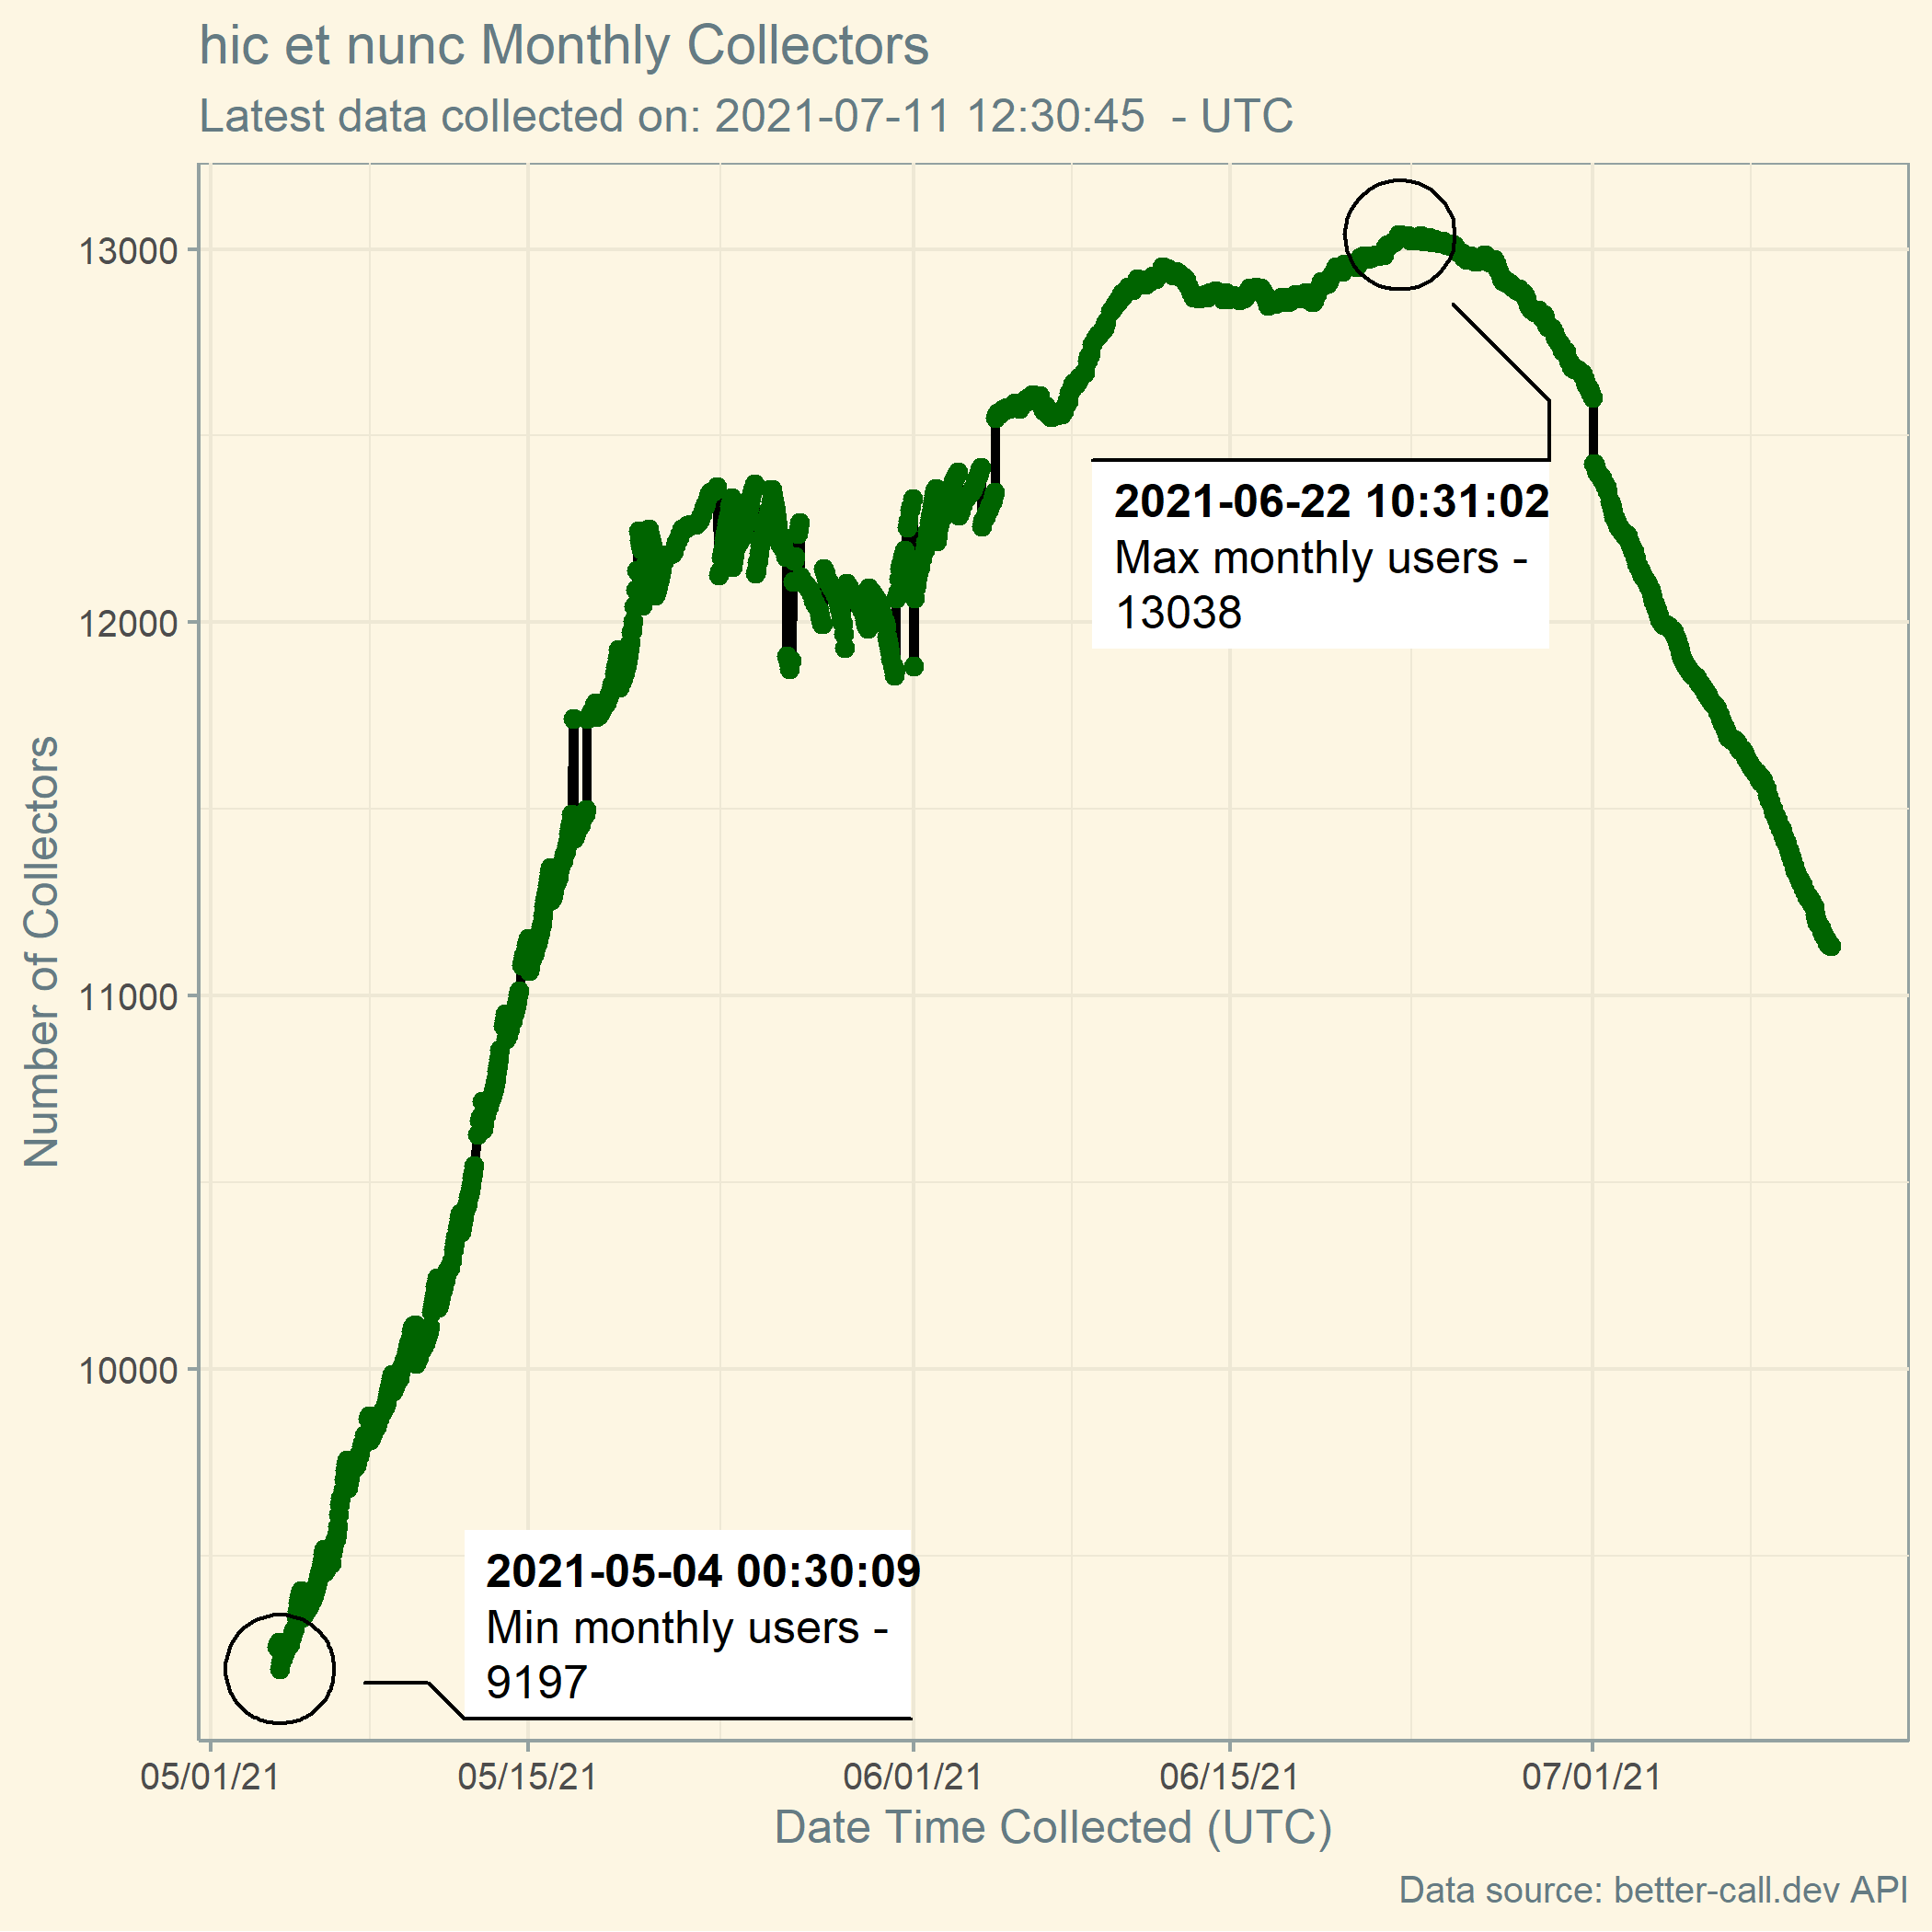 hic et nunc Monthly Collectors
Latest data collected on: 2021-07-11 12:30:45  - UTC
13000
12000
11000
10000
Number of Collectors
2021-06-22 10:31:02
Max monthly users -
13038
2021-05-04 00:30:09
Min monthly users -
9197
05/01/21
05/15/21
06/01/21
06/15/21
07/01/21
Date Time Collected (UTC)
Data source: better-call.dev API